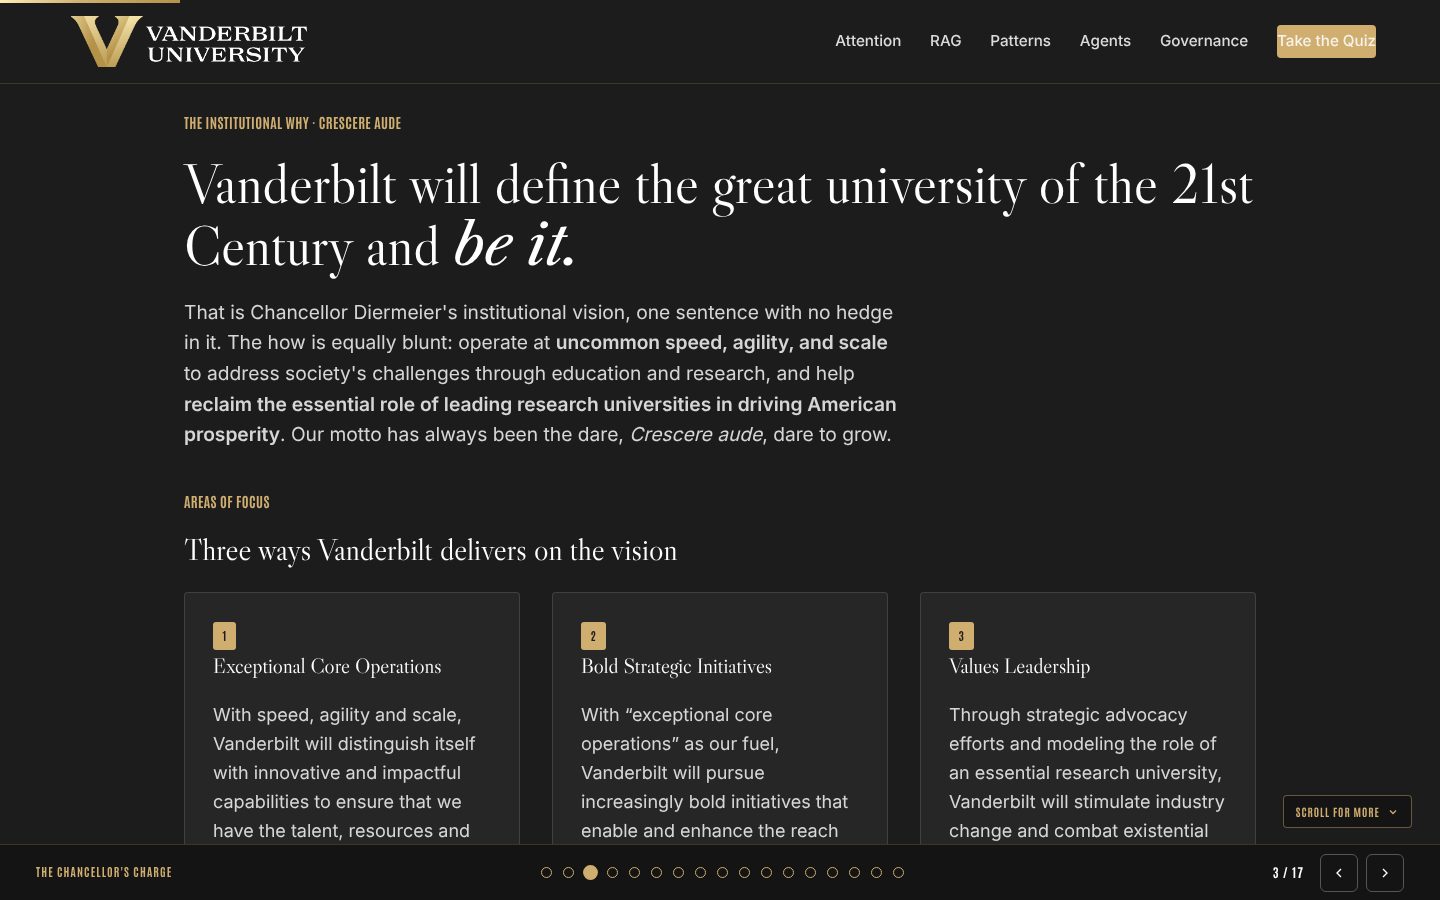 VANDERBILT
UNIVERSITY
Attention
RAG
Patterns
Agents
Governance
Take the Quiz
THE INSTITUTIONAL WHY · CRESCERE AUDE
Vanderbilt will define the great university of the 21st
Century and be it.
That is Chancellor Diermeier's institutional vision, one sentence with no hedge
in it. The how is equally blunt: operate at uncommon speed, agility, and scale
to address society's challenges through education and research, and help
reclaim the essential role of leading research universities in driving American
prosperity. Our motto has always been the dare, Crescere aude, dare to grow.
AREAS OF FOCUS
Three ways Vanderbilt delivers on the vision
1
Exceptional Core Operations
With speed, agility and scale,
Vanderbilt will distinguish itself
with innovative and impactful
capabilities to ensure that we
have the talent, resources and
2
Bold Strategic Initiatives
With “exceptional core
operations” as our fuel,
Vanderbilt will pursue
increasingly bold initiatives that
enable and enhance the reach
3
Values Leadership
Through strategic advocacy
efforts and modeling the role of
an essential research university,
Vanderbilt will stimulate industry
change and combat existential
SCROLL FOR MORE
THE CHANCELLOR'S CHARGE
3 / 17